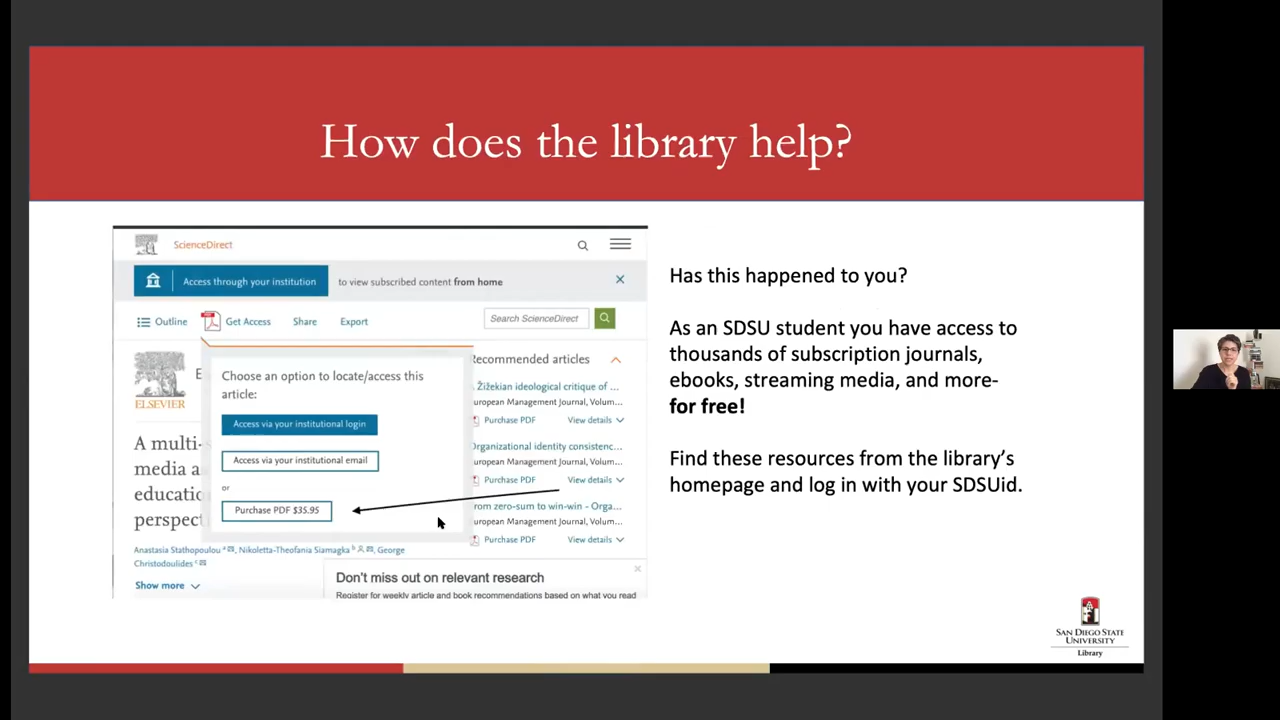 How does the library help?
ScienceDirect
Access through your institution to view subscribed content from home
Outline Get Access Share Export Search ScienceDirect
Choose an option to locate/access this
article:
Access via your institutional login
Access via your institutional email
or
Purchase PDF $35.95
ELSEVIER
A multi-
media a
education
perspect
Anastasia Stathopoulou, Nikoletta-Theofania Siamagka, George
Christodoulides
Show more
Recommended articles
Žižekian ideological critique of ...
European Management Journal, Volum...
Purchase PDF View details
Organizational identity consistenc...
European Management Journal, Volum...
Purchase PDF View details
From zero-sum to win-win - Orga...
European Management Journal, Volum...
Purchase PDF View details
Don't miss out on relevant research
Register for weekly article and book recommendations based on what you read
Has this happened to you?
As an SDSU student you have access to
thousands of subscription journals,
ebooks, streaming media, and more-
for free!
Find these resources from the library's
homepage and log in with your SDSUid.
SAN DIEGO STATE
UNIVERSITY
Library